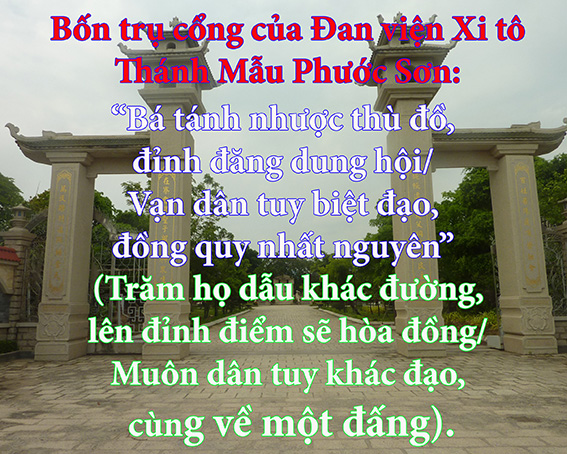 Bốn trụ cổng của Đan viện Xi tô
Thánh Mẫu Phước Sơn:
“Bá tánh nhược thù đồ,
đỉnh đăng dung hội/
Vạn dân tuy biệt đạo,
đồng quy nhất nguyên”
(Trăm họ dẫu khác đường,
lên đỉnh điểm sẽ hòa đồng/
Muôn dân tuy khác đạo,
cùng về một đấng).